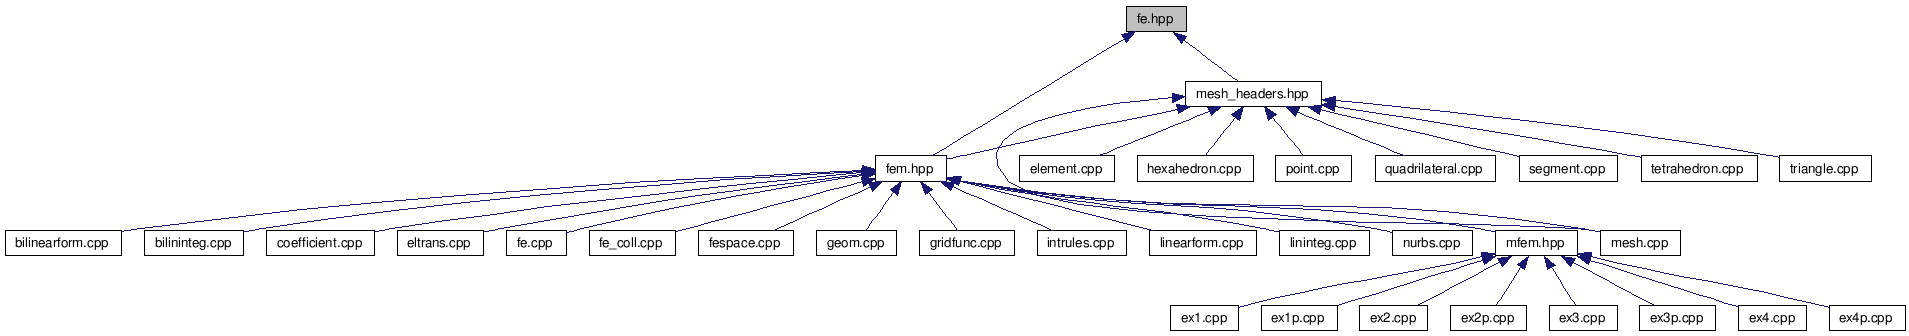 fe.hpp
mesh_headers.hpp
fem.hpp
element.cpp
hexahedron.cpp
point.cpp
quadrilateral.cpp
segment.cpp
tetrahedron.cpp
triangle.cpp
bilinearform.cpp
bilininteg.cpp
coefficient.cpp
eltrans.cpp
fe.cpp
fe_coll.cpp
fespace.cpp
geom.cpp
gridfunc.cpp
intrules.cpp
linearform.cpp
lininteg.cpp
nurbs.cpp
mfem.hpp
mesh.cpp
ex1.cpp
ex1p.cpp
ex2.cpp
ex2p.cpp
ex3.cpp
ex3p.cpp
ex4.cpp
ex4p.cpp